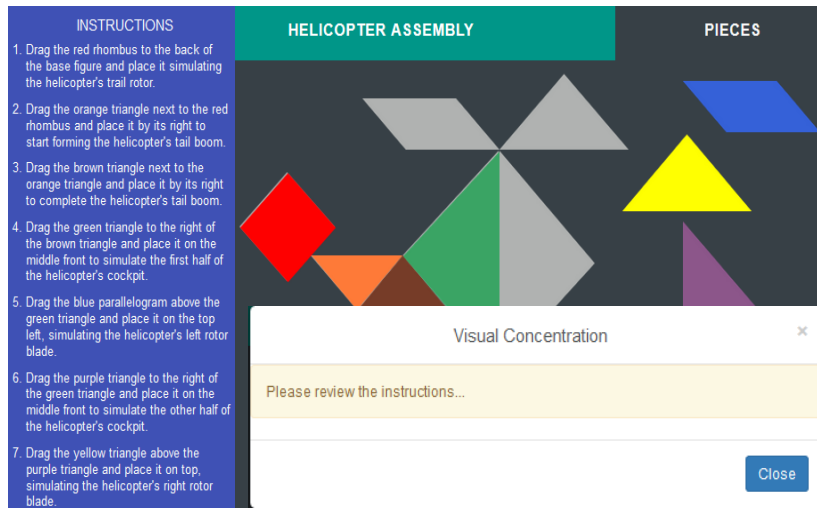 INSTRUCTIONS
1. Drag the red rhombus to the back of
the base figure and place it simulating
the helicopter's trail rotor.
2. Drag the orange triangle next to the red
rhombus and place it by its right to
start forming the helicopter's tail boom.
3. Drag the brown triangle next to the
orange triangle and place it by its right
to complete the helicopter's tail boom.
4. Drag the green triangle to the right of
the brown triangle and place it on the
middle front to simulate the first half of
the helicopter's cockpit.
5. Drag the blue parallelogram above the
green triangle and place it on the top
left, simulating the helicopter's left rotor
blade.
6. Drag the purple triangle to the right of
the green triangle and place it on the
middle front to simulate the other half of
the helicopter's cockpit.
7. Drag the yellow triangle above the
purple triangle and place it on top,
simulating the helicopter's right rotor
blade.
HELICOPTER ASSEMBLY
PIECES
Visual Concentration
×
Please review the instructions...
Close